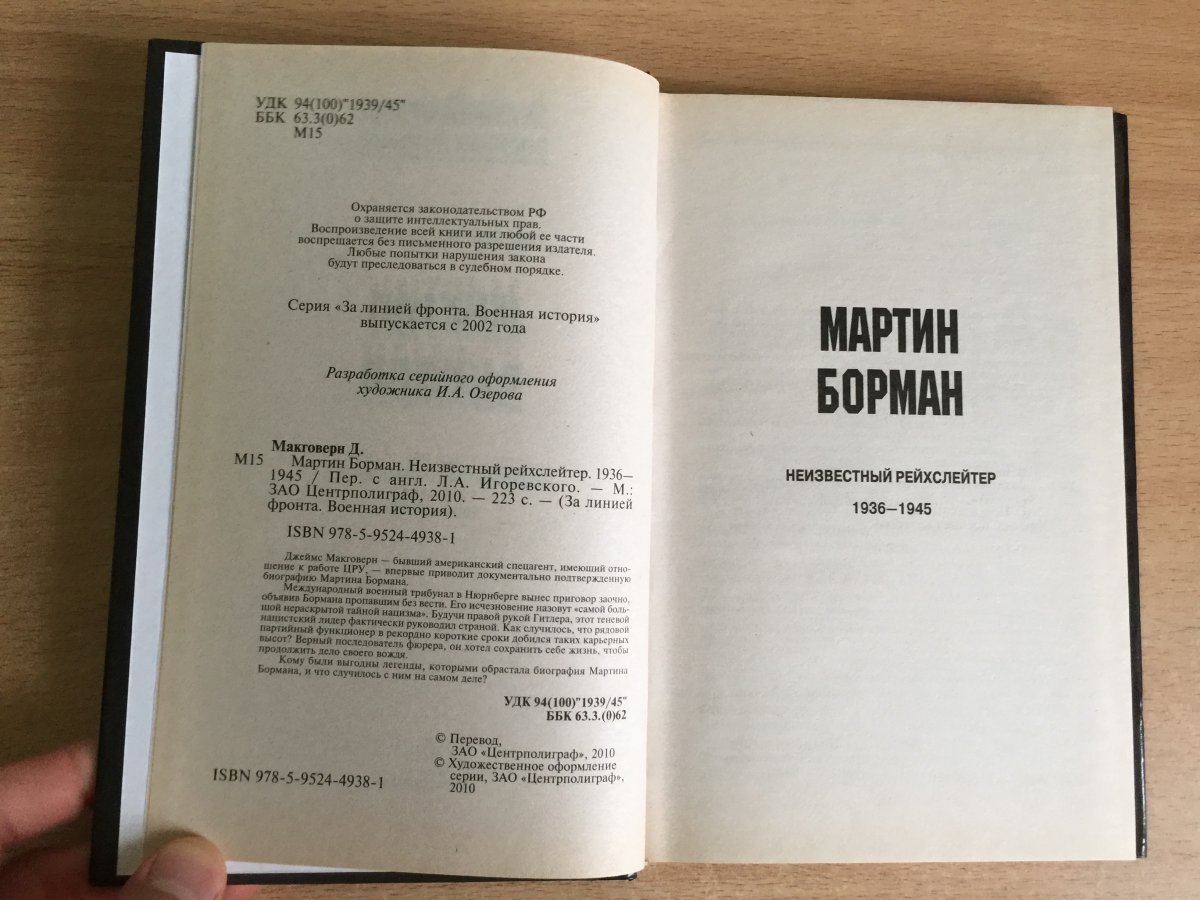 УДК 94(100)"1939/45"
ББК 63.3(0)62
М15
Охраняется законодательством РФ
о защите интеллектуальных прав.
Воспроизведение всей книги или любой ее части
воспрещается без письменного разрешения издателя.
Любые попытки нарушения закона
будут преследоваться в судебном порядке.
Серия «За линией фронта. Военная история»
выпускается с 2002 года
Разработка серийного оформления
художника И.А. Озерова
Макговерн Д.
М15 Мартин Борман. Неизвестный рейхслейтер. 1936—
1945 / Пер. с англ. Л.А. Игоревского. — М.:
ЗАО Центрполиграф, 2010. — 223 с. — (За линией
фронта. Военная история).
ISBN 978-5-9524-4938-1
Джеймс Макговерн — бывший американский спецагент, имеющий отно-
шение к работе ЦРУ, — впервые приводит документально подтвержденную
биографию Мартина Бормана.
Международный военный трибунал в Нюрнберге вынес приговор заочно,
объявив Бормана пропавшим без вести. Его исчезновение назовут «самой боль-
шой нераскрытой тайной нацизма». Будучи правой рукой Гитлера, этот теневой
нацистский лидер фактически руководил страной. Как случилось, что рядовой
партийный функционер в рекордно короткие сроки добился таких карьерных
высот? Верный последователь фюрера, он хотел сохранить себе жизнь, чтобы
продолжить дело своего вождя.
Кому были выгодны легенды, которыми обрастала биография Мартина
Бормана, и что случилось с ним на самом деле?
УДК 94(100)"1939/45"
ББК 63.3.(0)62
© Перевод,
ЗАО «Центрполиграф», 2010
© Художественное оформление
серии, ЗАО «Центрполиграф»,
2010
ISBN 978-5-9524-4938-1
МАРТИН
БОРМАН
НЕИЗВЕСТНЫЙ РЕЙХСЛЕЙТЕР
1936—1945